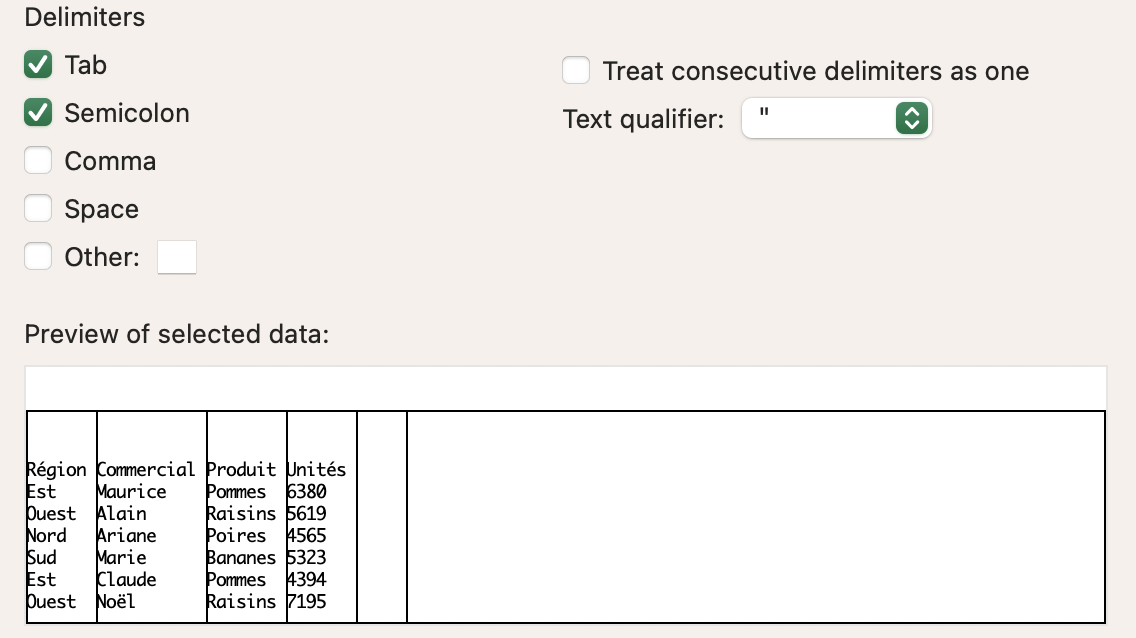 Delimiters
Tab
Treat consecutive delimiters as one
Semicolon
Text qualifier: "
Comma
Space
Other:
Preview of selected data:
Région Commercial Produit Unités
Est Maurice Pommes 6380
Ouest Alain Raisins 5619
Nord Ariane Poires 4565
Sud Marie Bananes 5323
Est Claude Pommes 4394
Ouest Noël Raisins 7195